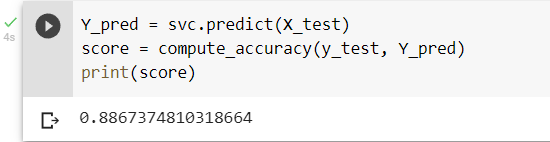 Y_pred = svc.predict(X_test)
4s
score = compute_accuracy(y_test, Y_pred)
print(score)
0.8867374810318664